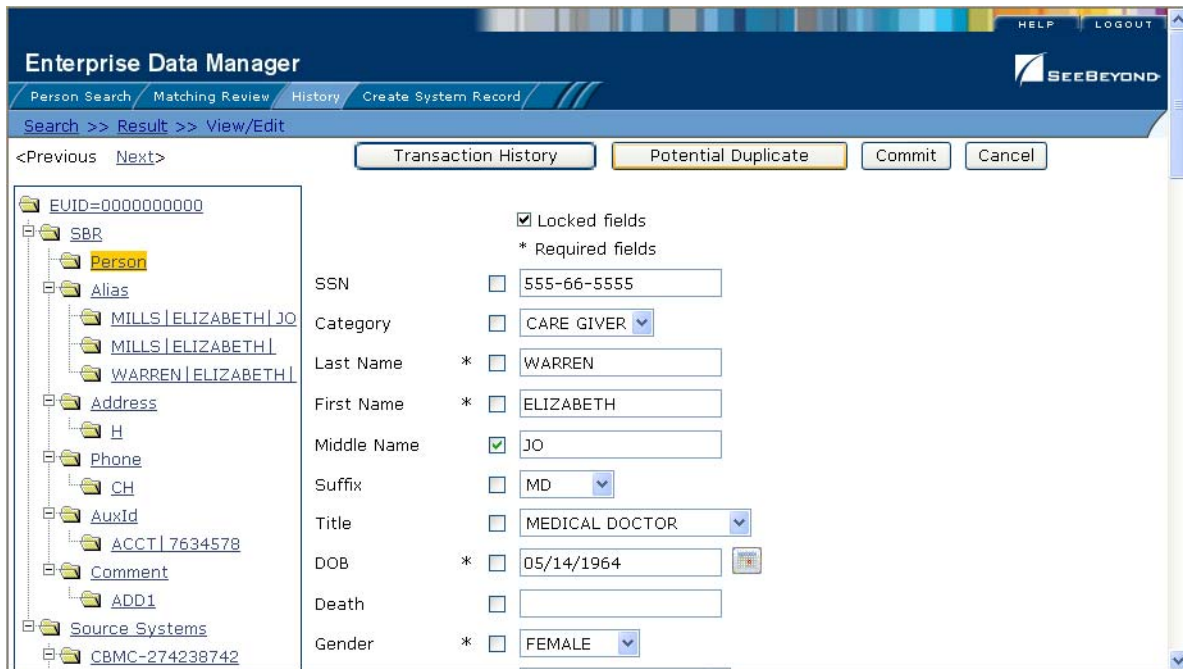 HELP LOGOUT
Enterprise Data Manager
SEEBEYOND
Person Search Matching Review History Create System Record
Search >> Result >> View/Edit
<Previous Next> Transaction History Potential Duplicate Commit Cancel
EUID=0000000000
SBR
Person
Alias
MILLS|ELIZABETH|JO
MILLS|ELIZABETH|
WARREN|ELIZABETH|
Address
H
Phone
CH
AuxId
ACCT|7634578
Comment
ADD1
Source Systems
CBMC-274238742
Locked fields
* Required fields
SSN 555-66-5555
Category CARE GIVER
Last Name * WARREN
First Name * ELIZABETH
Middle Name JO
Suffix MD
Title MEDICAL DOCTOR
DOB * 05/14/1964
Death
Gender * FEMALE